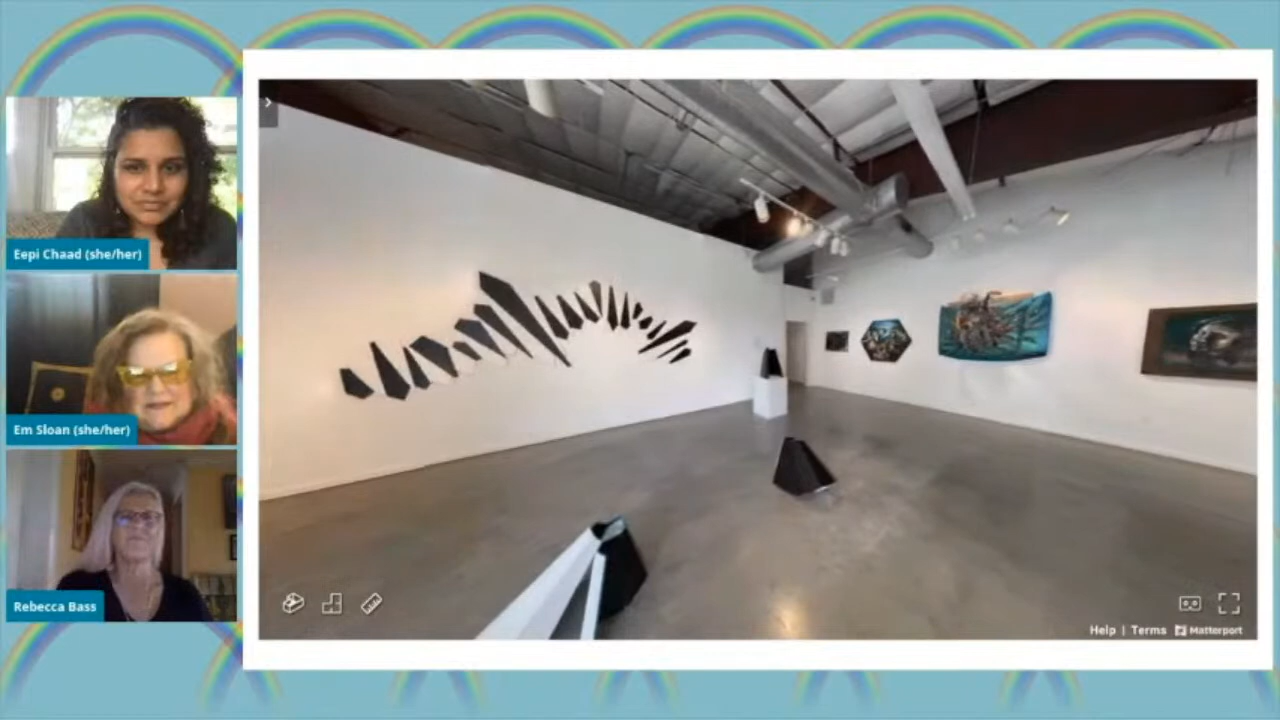 Eepi Chaad (she/her)
Em Sloan (she/her)
Rebecca Bass
Help | Terms Matterport